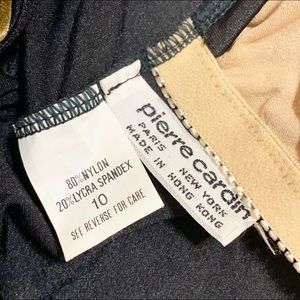 80% NYLON
20% LYCRA SPANDEX
10
SEE REVERSE FOR CARE
pierre cardin
PARIS NEW YORK
MADE IN HONG KONG